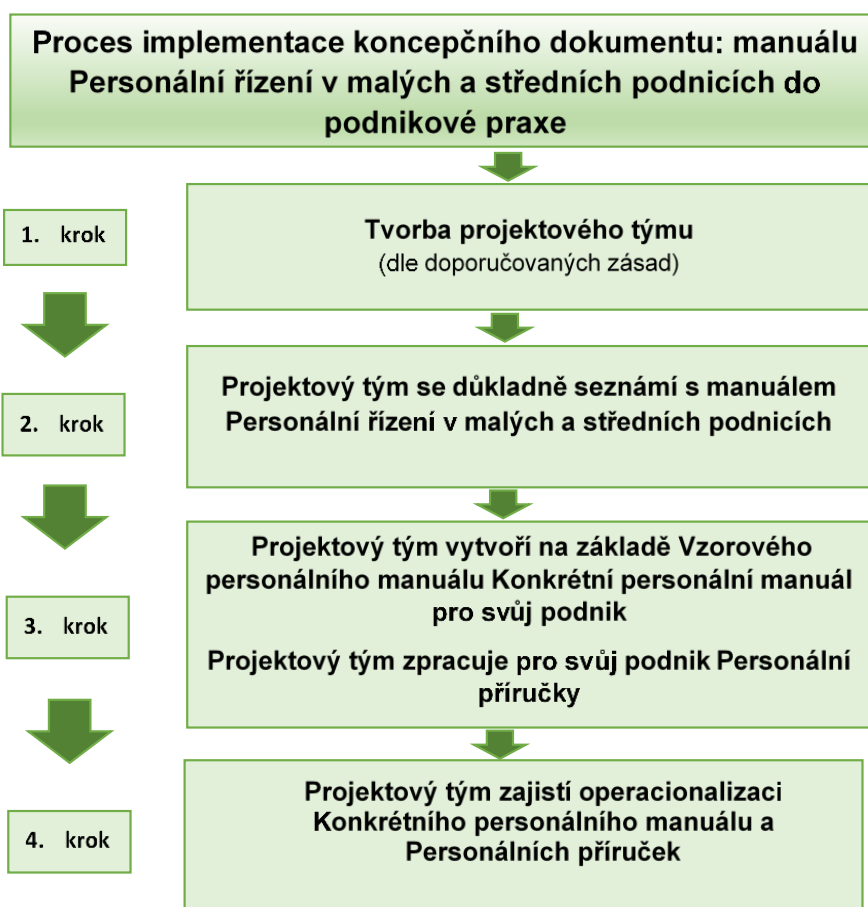 Proces implementace koncepčního dokumentu: manuálu
Personální řízení v malých a středních podnicích do
podnikové praxe
1. krok
Tvorba projektového týmu
(dle doporučovaných zásad)
2. krok
Projektový tým se důkladně seznámí s manuálem
Personální řízení v malých a středních podnicích
3. krok
Projektový tým vytvoří na základě Vzorového
personálního manuálu Konkrétní personální manuál
pro svůj podnik
Projektový tým zpracuje pro svůj podnik Personální
příručky
4. krok
Projektový tým zajistí operacionalizaci
Konkrétního personálního manuálu a
Personálních příruček